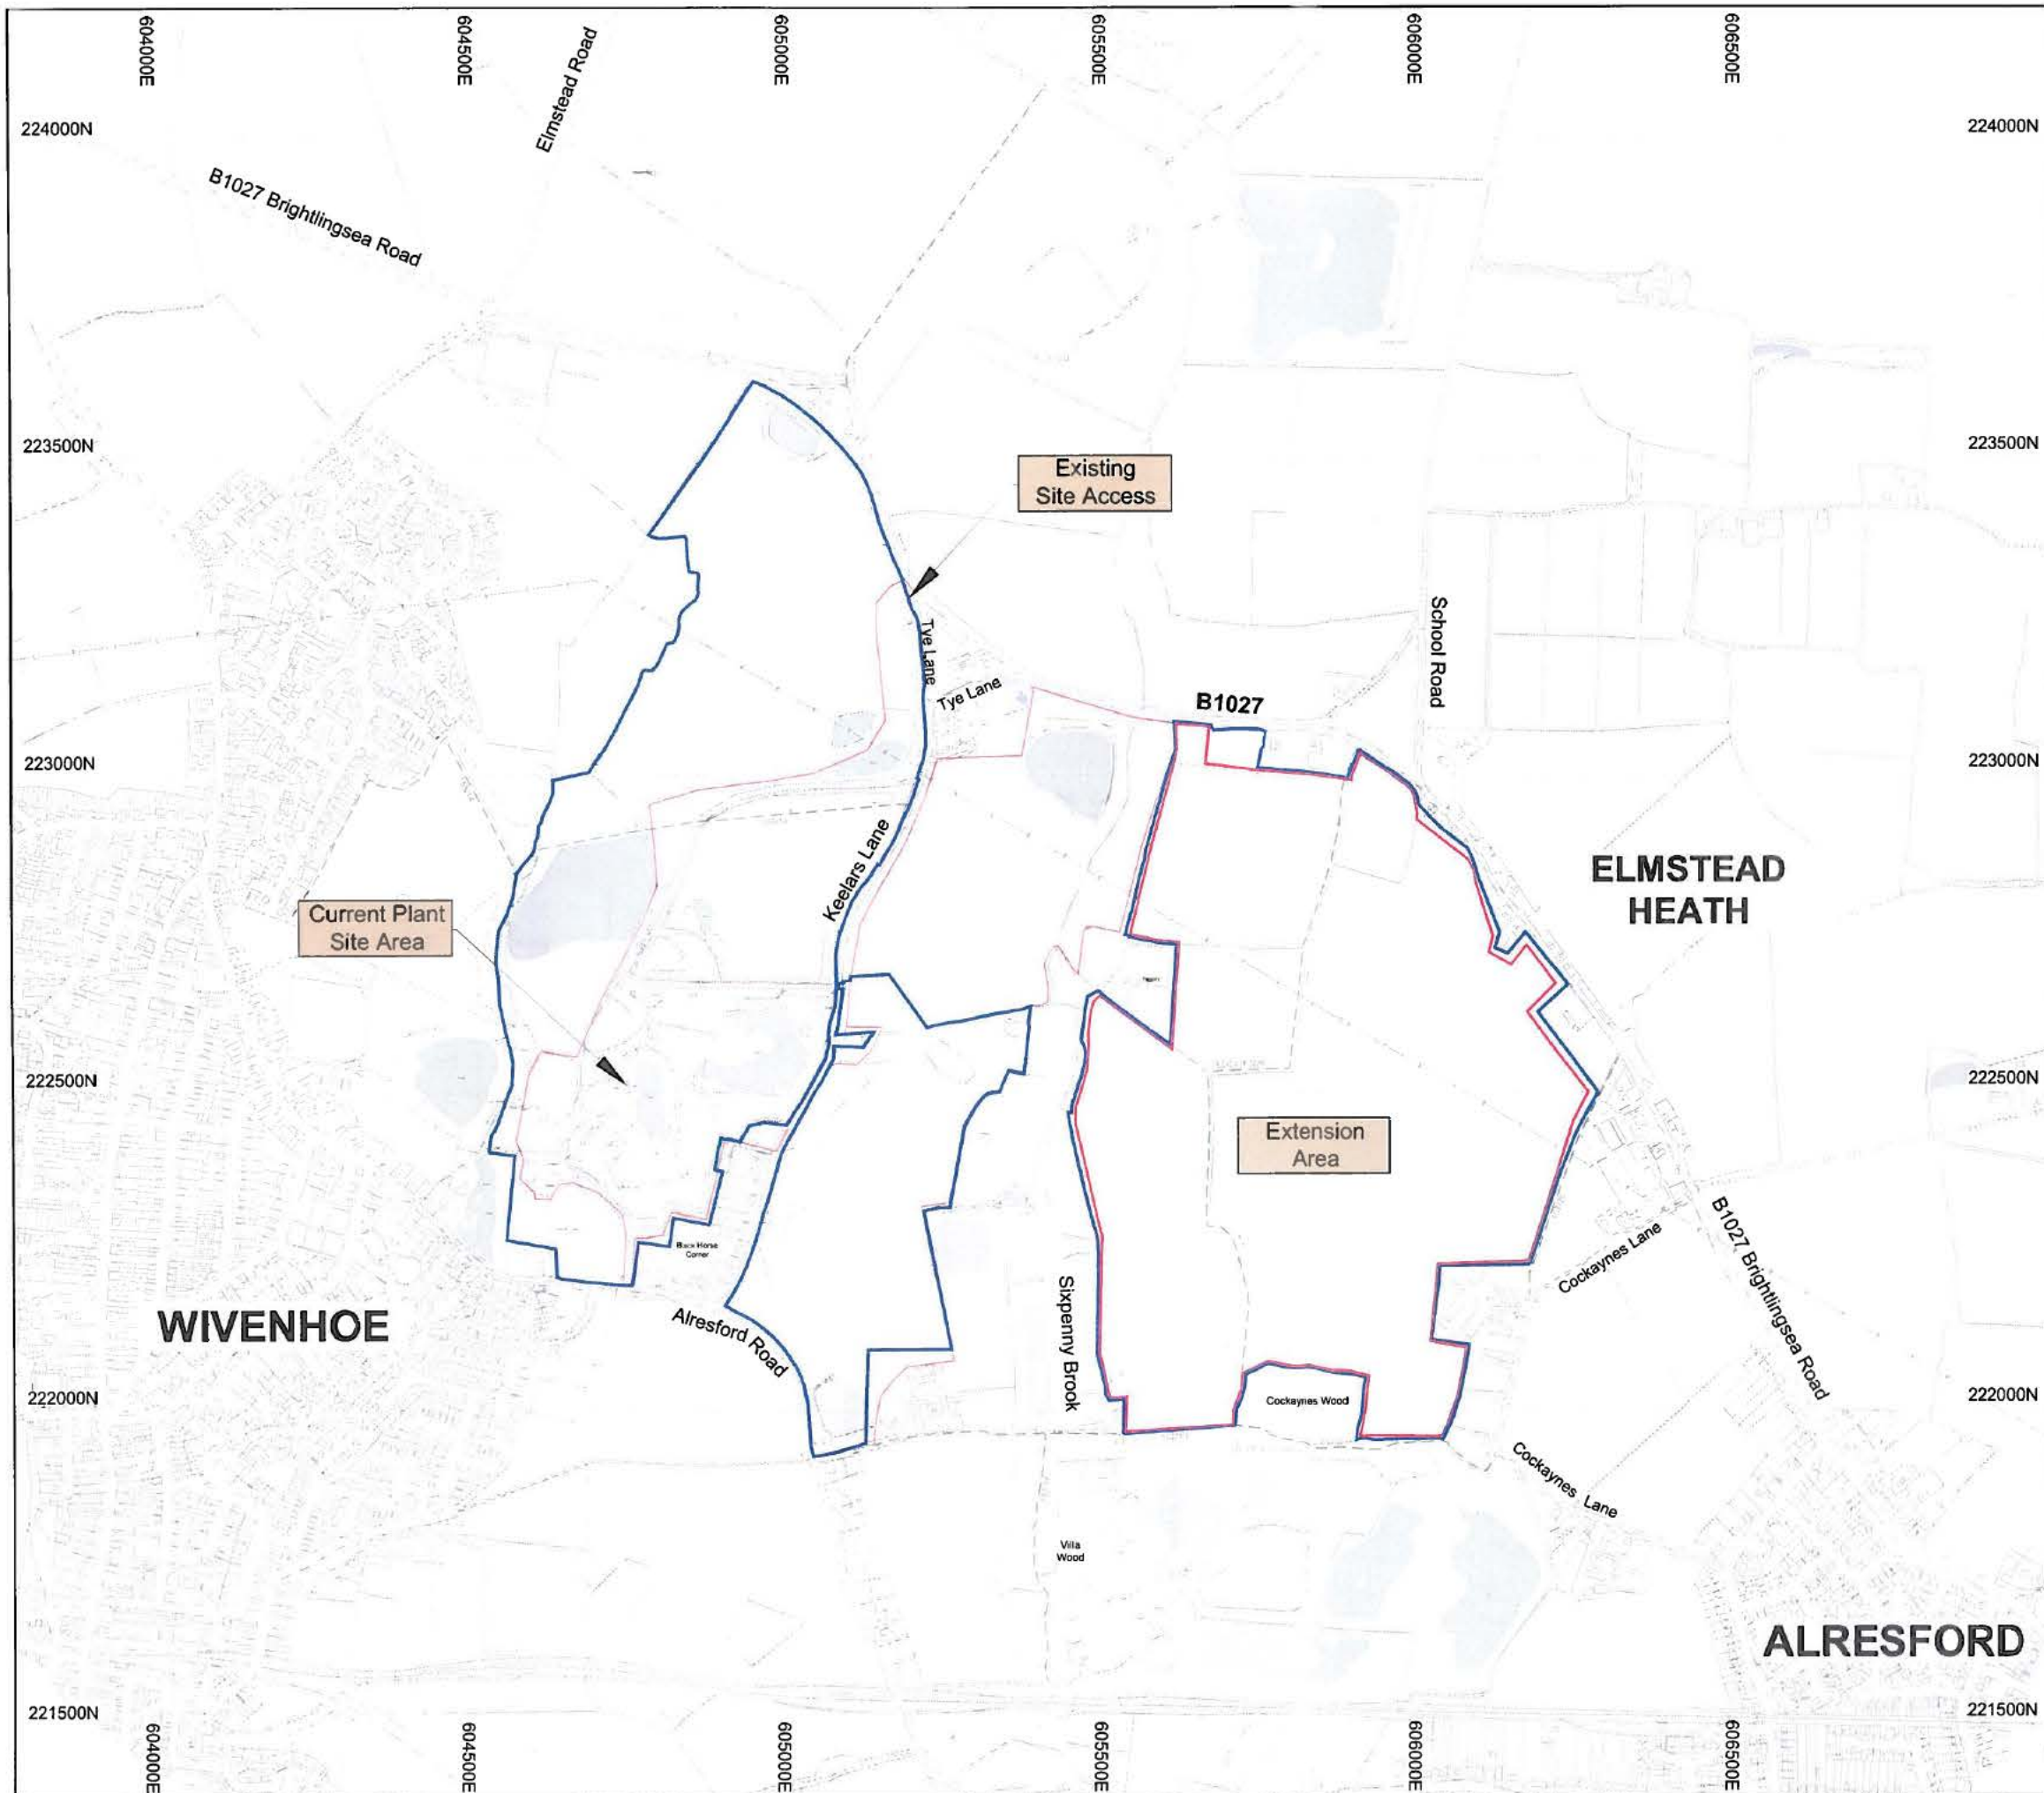 604000E
604500E
605000E
605500E
606000E
606500E
Elmstead Road
224000N
224000N
B1027 Brightlingsea Road
223500N
223500N
Existing
Site Access
School Road
Tye Lane
Tye Lane
B1027
223000N
223000N
Keelars Lane
ELMSTEAD
HEATH
Current Plant
Site Area
222500N
222500N
Extension
Area
Black Horse
Corner
Cockaynes Lane
B1027 Brightlingsea Road
WIVENHOE
Alresford Road
Sixpenny Brook
222000N
222000N
Cockaynes Wood
Cockaynes Lane
Villa
Wood
ALRESFORD
221500N
221500N
604000E
604500E
605000E
605500E
606000E
606500E